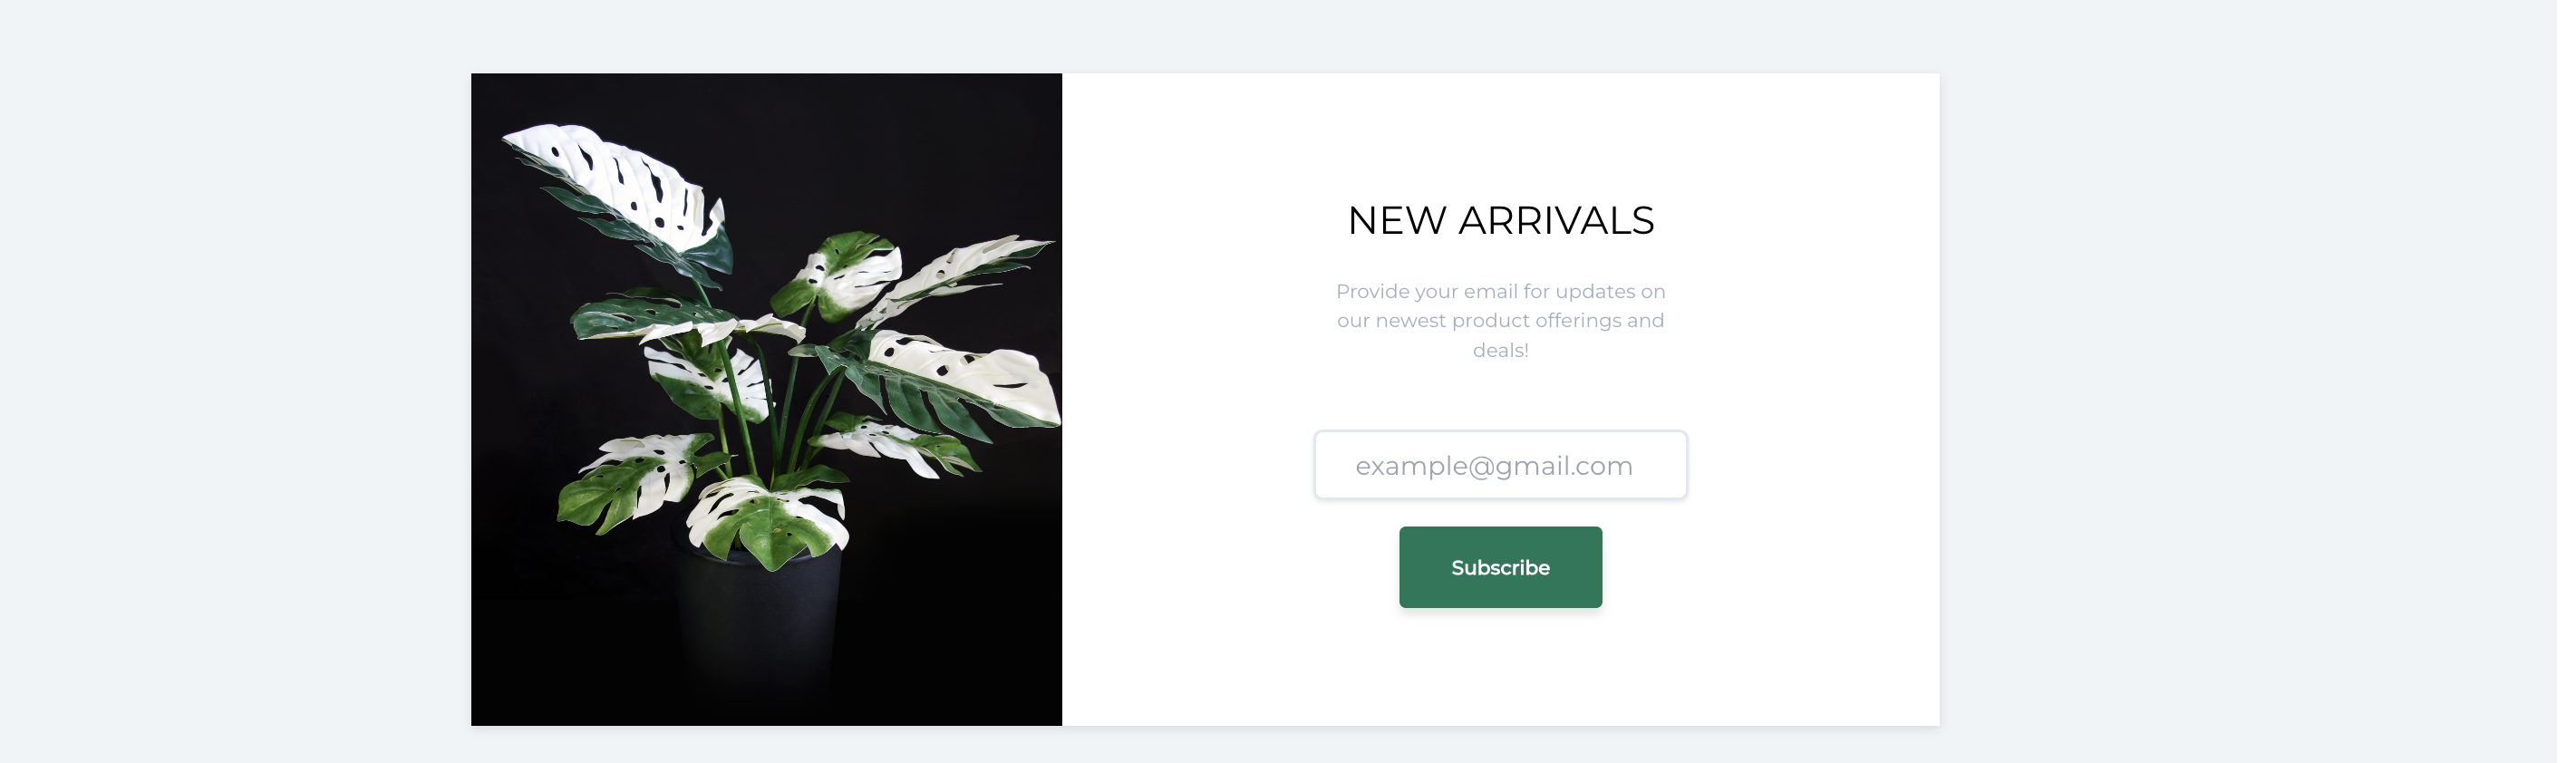 NEW ARRIVALS
Provide your email for updates on
our newest product offerings and
deals!
example@gmail.com
Subscribe